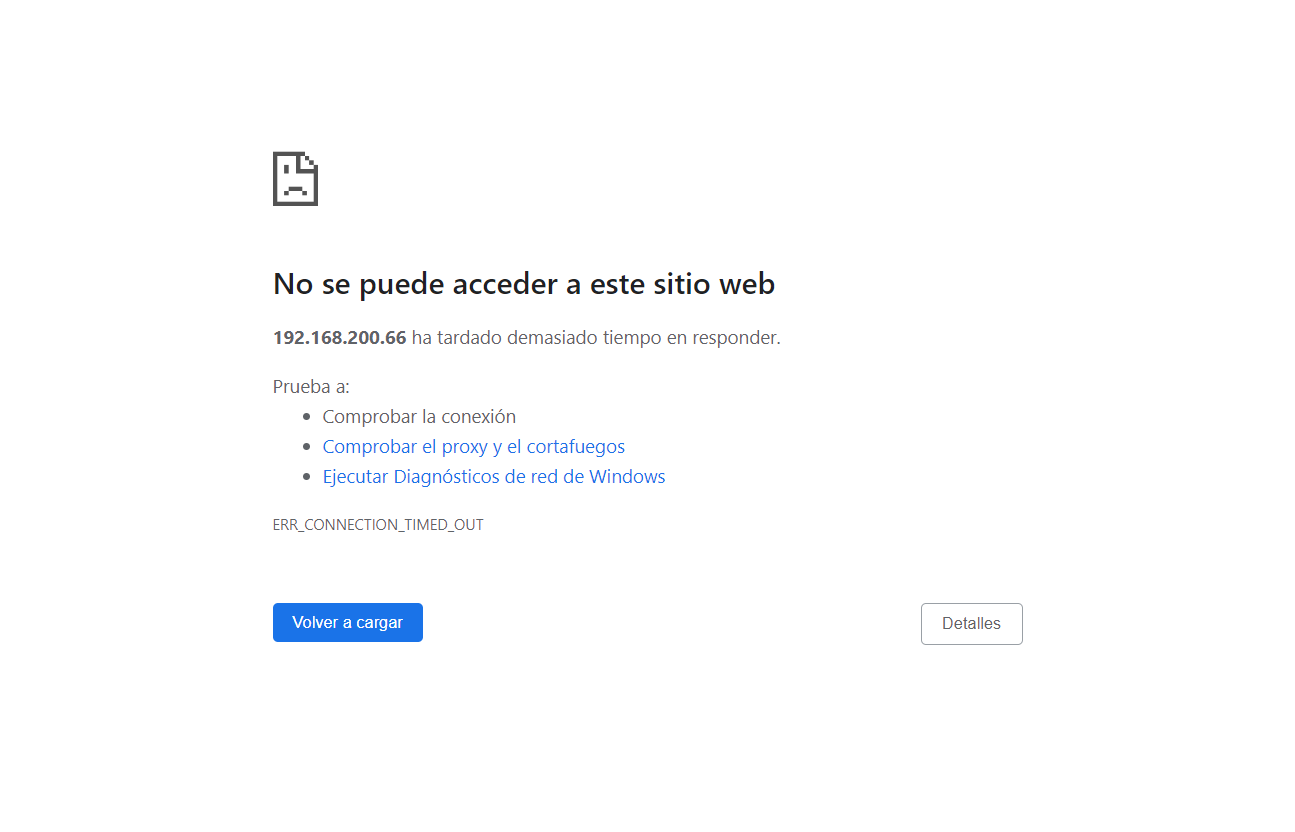 No se puede acceder a este sitio web
192.168.200.66 ha tardado demasiado tiempo en responder.
Prueba a:
Comprobar la conexión
Comprobar el proxy y el cortafuegos
Ejecutar Diagnósticos de red de Windows
ERR_CONNECTION_TIMED_OUT
Volver a cargar
Detalles